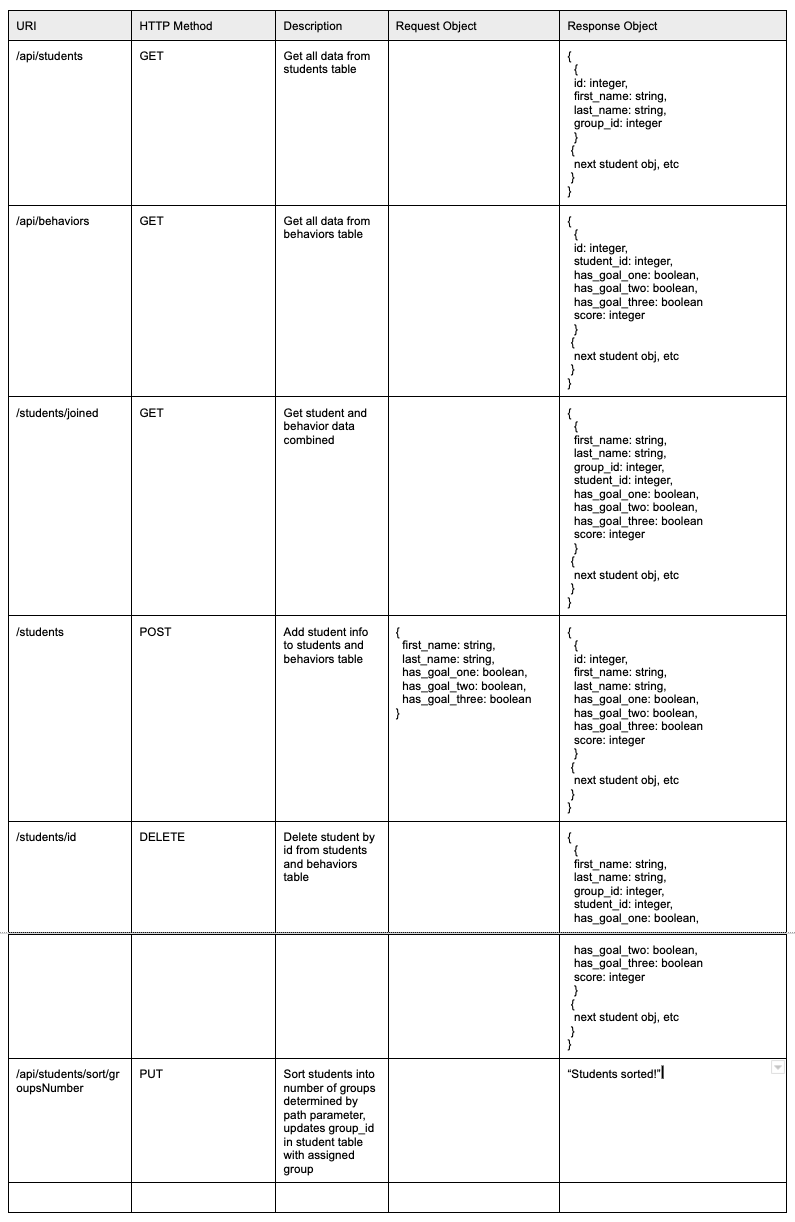 URI HTTP Method Description Request Object Response Object
/api/students GET Get all data from
students table
{
{
id: integer,
first_name: string,
last_name: string,
group_id: integer
}
{
next student obj, etc
}
}
/api/behaviors GET Get all data from
behaviors table
{
{
id: integer,
student_id: integer,
has_goal_one: boolean,
has_goal_two: boolean,
has_goal_three: boolean
score: integer
}
{
next student obj, etc
}
}
/students/joined GET Get student and
behavior data
combined
{
{
first_name: string,
last_name: string,
group_id: integer,
student_id: integer,
has_goal_one: boolean,
has_goal_two: boolean,
has_goal_three: boolean
score: integer
}
{
next student obj, etc
}
}
/students POST Add student info
to students and
behaviors table
{
first_name: string,
last_name: string,
has_goal_one: boolean,
has_goal_two: boolean,
has_goal_three: boolean
}
{
{
id: integer,
first_name: string,
last_name: string,
has_goal_one: boolean,
has_goal_two: boolean,
has_goal_three: boolean
score: integer
}
{
next student obj, etc
}
}
/students/id DELETE Delete student by
id from students
and behaviors
table
{
{
first_name: string,
last_name: string,
group_id: integer,
student_id: integer,
has_goal_one: boolean,
has_goal_two: boolean,
has_goal_three: boolean
score: integer
}
{
next student obj, etc
}
}
/api/students/sort/gr
oupsNumber
PUT
Sort students into
number of groups
determined by
path parameter,
updates group_id
in student table
with assigned
group
“Students sorted!”